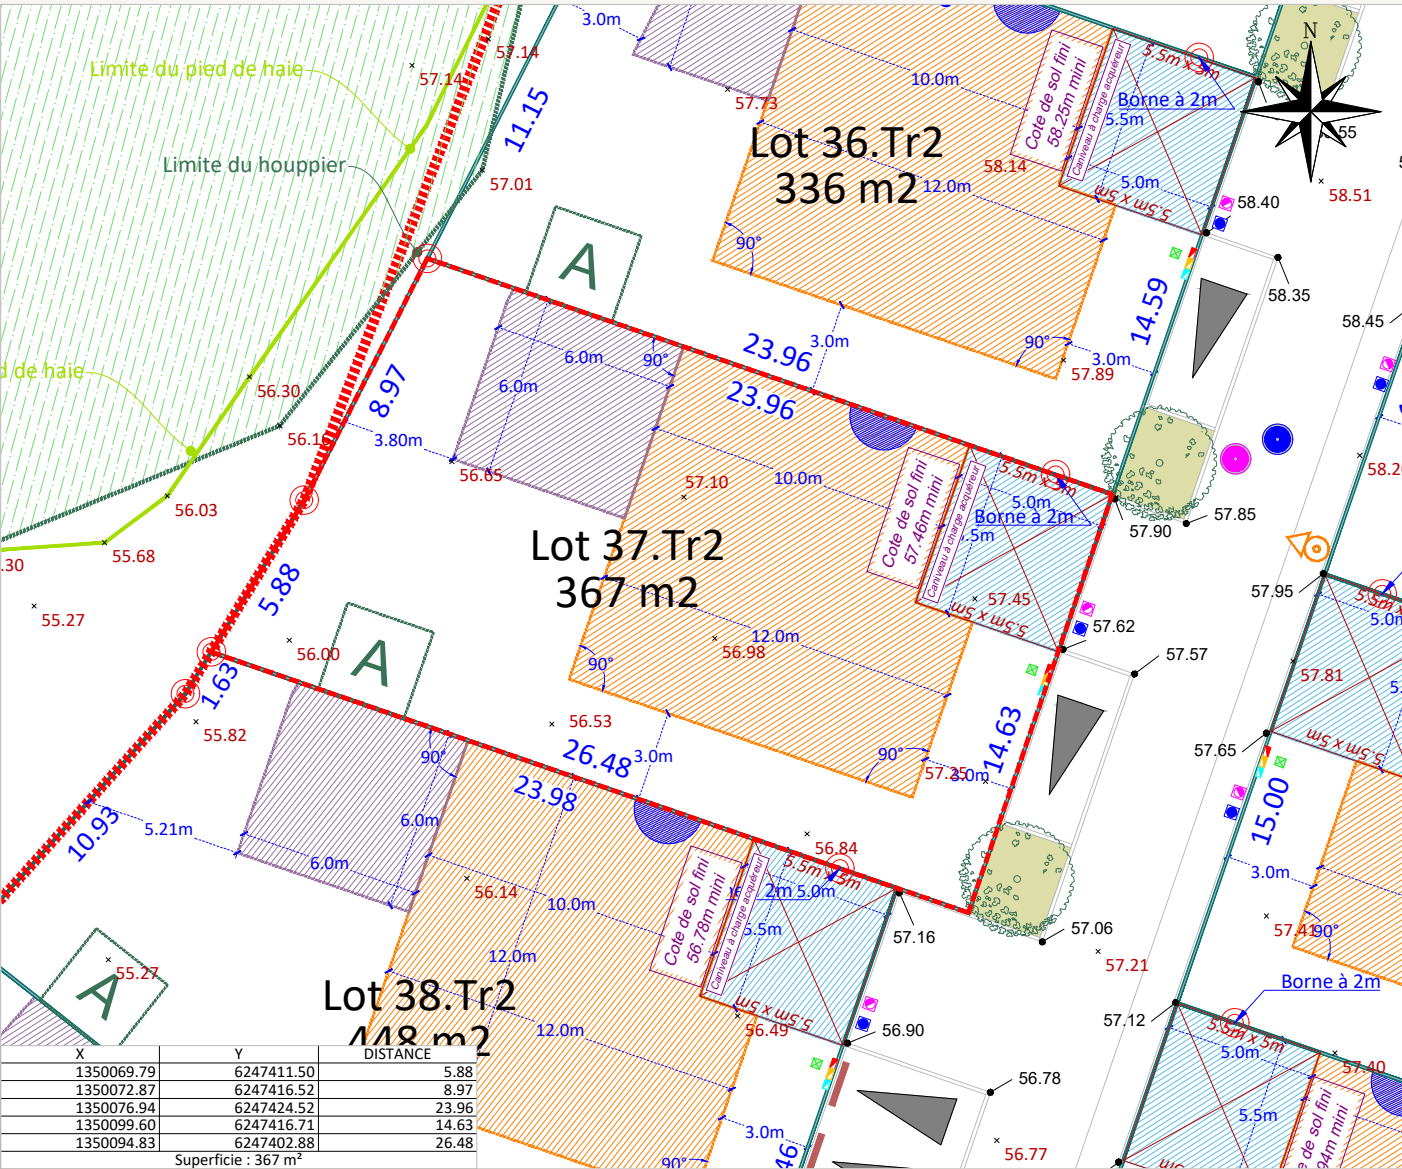 3.0m
57.14
57.14
Limite du pied de haie
11.15
57.73
10.0m
Cote de sol fini
58.25m mini
Caniveau à charge acquéreur
5.5m x 5m
Borne à 2m
5.5m
N
58.51
Limite du houppier
57.01
Lot 36.Tr2
336 m2
58.14
12.0m
5.0m
5.5m x 5m
58.40
90°
A
58.35
14.59
58.45
23.96
3.0m
90°
3.0m
57.89
6.0m
90°
6.0m
23.96
8.97
3.80m
56.30
de haie
56.65
57.10
10.0m
Cote de sol fini
57.46m mini
Caniveau à charge acquéreur
5.5m x 5m
5.0m
Borne à 2m
57.90
57.85
56.03
55.68
.30
Lot 37.Tr2
367 m2
5.88
57.45
5.5m x 5m
57.95
55.27
56.00
A
12.0m
56.98
57.62
57.57
90°
57.81
1.63
55.82
56.53
26.48
3.0m
90°
14.63
3.0m
57.65
90°
23.98
10.93
5.21m
6.0m
6.0m
15.00
56.84
5.5m x 5m
3.0m
56.14
10.0m
Cote de sol fini
56.78m mini
Caniveau à charge acquéreur
2m
5.0m
57.16
57.06
57.41
90°
57.21
12.0m
55.27
A
Borne à 2m
Lot 38.Tr2
448 m2
12.0m
56.49
5.5m x 5m
56.90
57.12
5.5m x 5m
5.0m
57.40
56.78
5.5m
3.0m
56.77
90°
X Y DISTANCE
1350069.79 6247411.50 5.88
1350072.87 6247416.52 8.97
1350076.94 6247424.52 23.96
1350099.60 6247416.71 14.63
1350094.83 6247402.88 26.48
Superficie : 367 m²